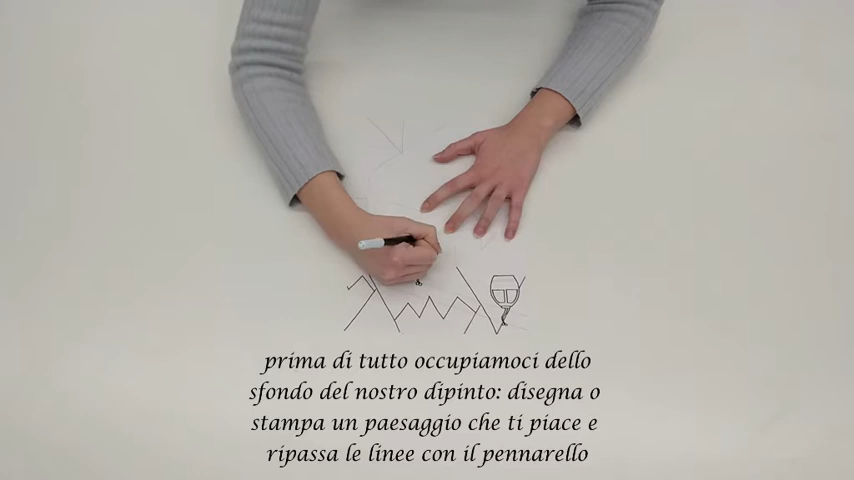 prima di tutto occupiamoci dello
sfondo del nostro dipinto: disegna o
stampa un paesaggio che ti piace e
ripassa le linee con il pennarello